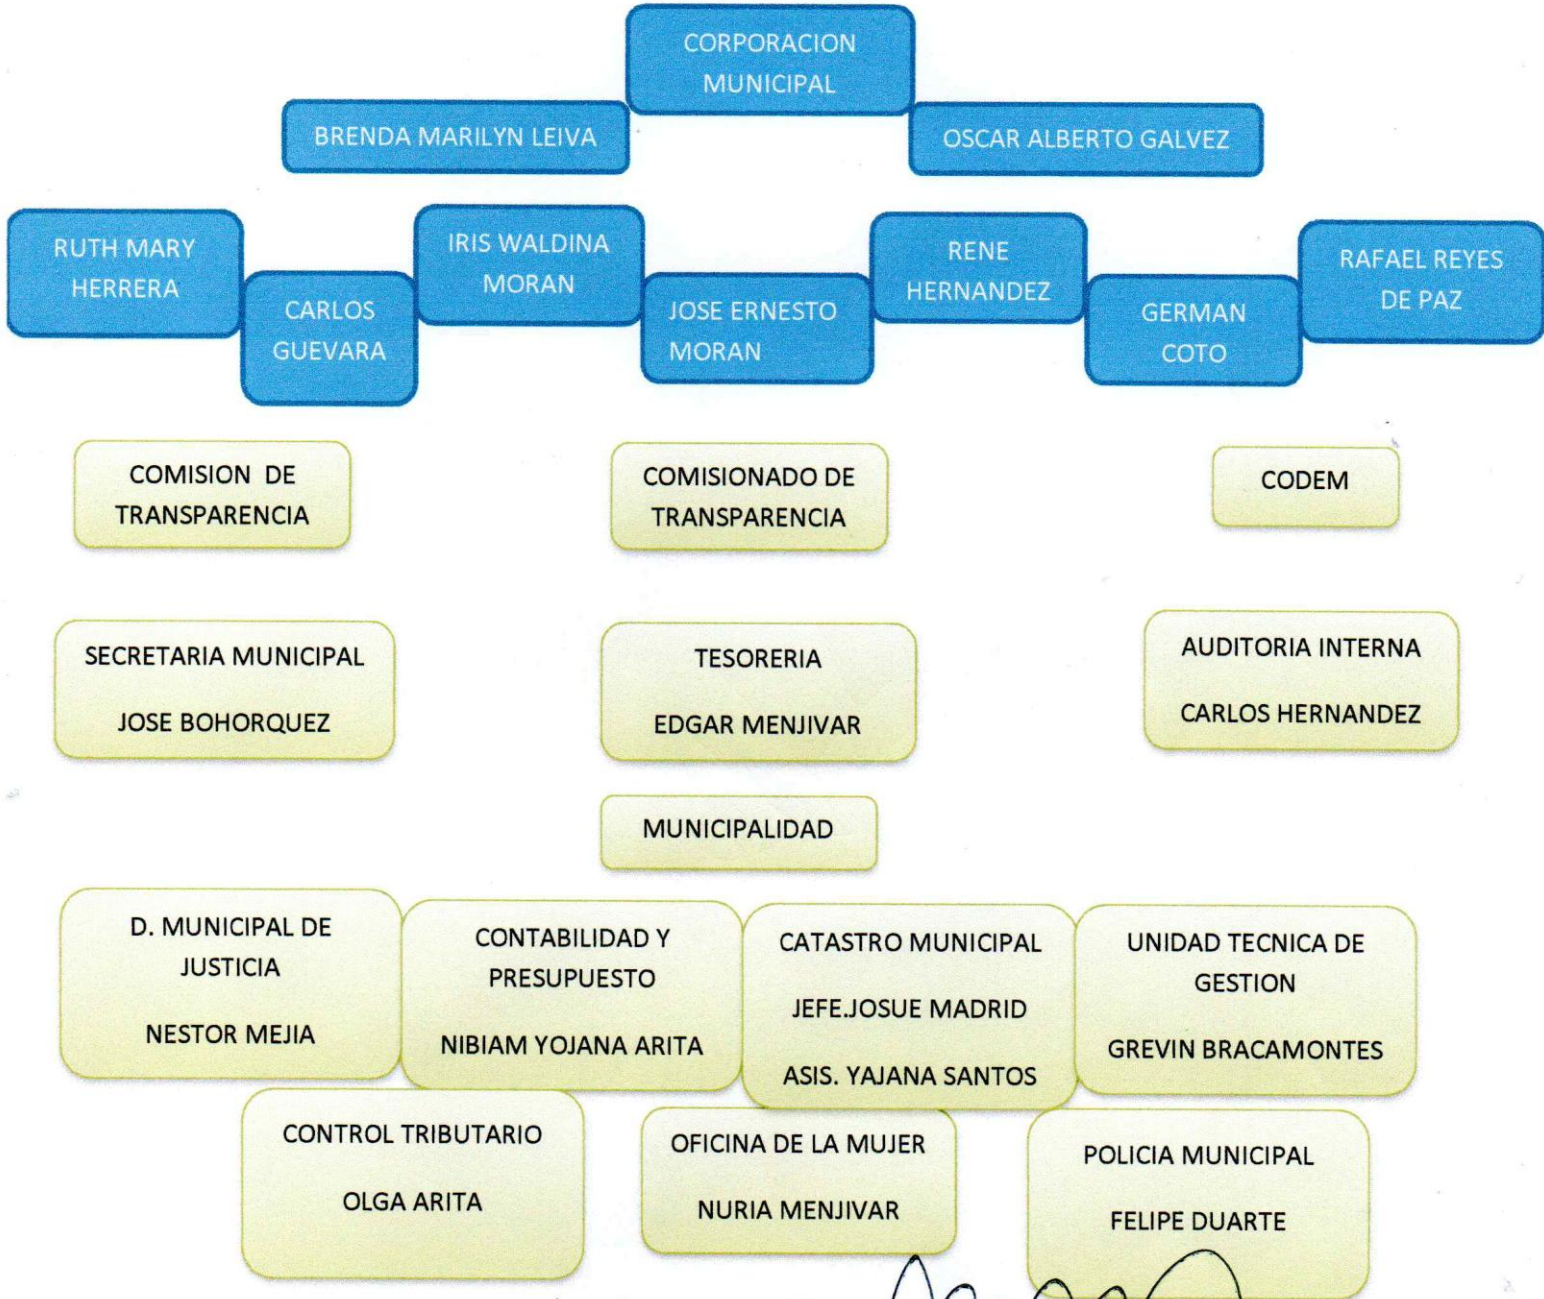 CORPORACION
MUNICIPAL
BRENDA MARILYN LEIVA
OSCAR ALBERTO GALVEZ
RUTH MARY
HERRERA
CARLOS
GUEVARA
IRIS WALDINA
MORAN
JOSE ERNESTO
MORAN
RENE
HERNANDEZ
GERMAN
COTO
RAFAEL REYES
DE PAZ
COMISION DE
TRANSPARENCIA
COMISIONADO DE
TRANSPARENCIA
CODEM
SECRETARIA MUNICIPAL
JOSE BOHORQUEZ
TESORERIA
EDGAR MENJIVAR
AUDITORIA INTERNA
CARLOS HERNANDEZ
MUNICIPALIDAD
D. MUNICIPAL DE
JUSTICIA
NESTOR MEJIA
CONTABILIDAD Y
PRESUPUESTO
NIBIAM YOJANA ARITA
CATASTRO MUNICIPAL
JEFE.JOSUE MADRID
ASIS. YAJANA SANTOS
UNIDAD TECNICA DE
GESTION
GREVIN BRACAMONTES
CONTROL TRIBUTARIO
OLGA ARITA
OFICINA DE LA MUJER
NURIA MENJIVAR
POLICIA MUNICIPAL
FELIPE DUARTE